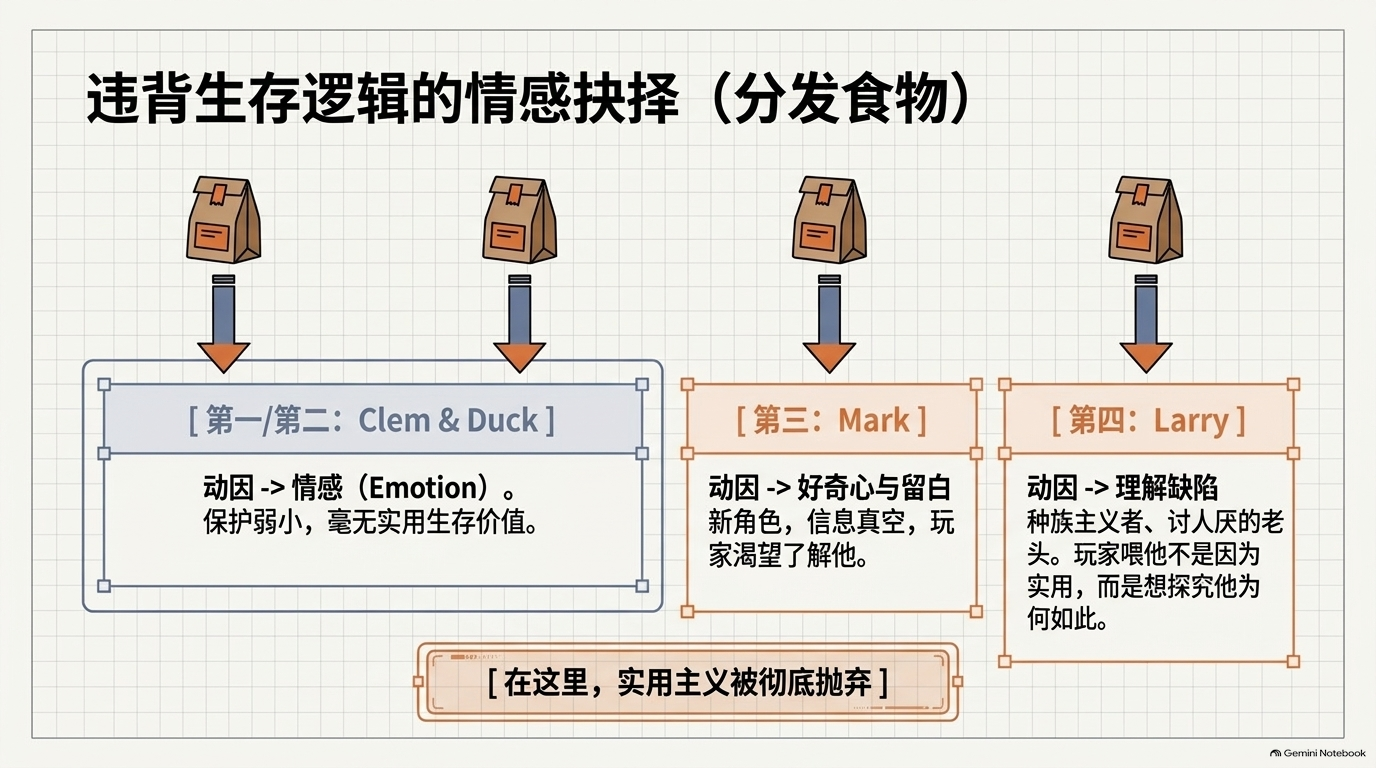 违背生存逻辑的情感抉择（分发食物）
[ 第一/第二：Clem & Duck ]
动因 -> 情感（Emotion）。
保护弱小，毫无实用生存价值。
[ 第三：Mark ]
动因 -> 好奇心与留白
新角色，信息真空，玩
家渴望了解他。
[ 第四：Larry ]
动因 -> 理解缺陷
种族主义者、讨人厌的老
头。玩家喂他不是因为
实用，而是想探究他为
何如此。
[ 在这里，实用主义被彻底抛弃 ]
Gemini Notebook